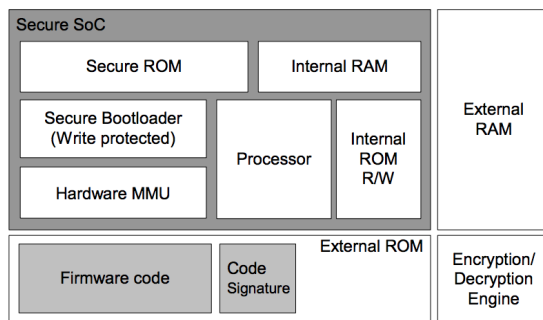 Secure SoC
Secure ROM
Internal RAM
Secure Bootloader
(Write protected)
Hardware MMU
Processor
Internal
ROM
R/W
External
RAM
External ROM
Firmware code
Code
Signature
Encryption/
Decryption
Engine